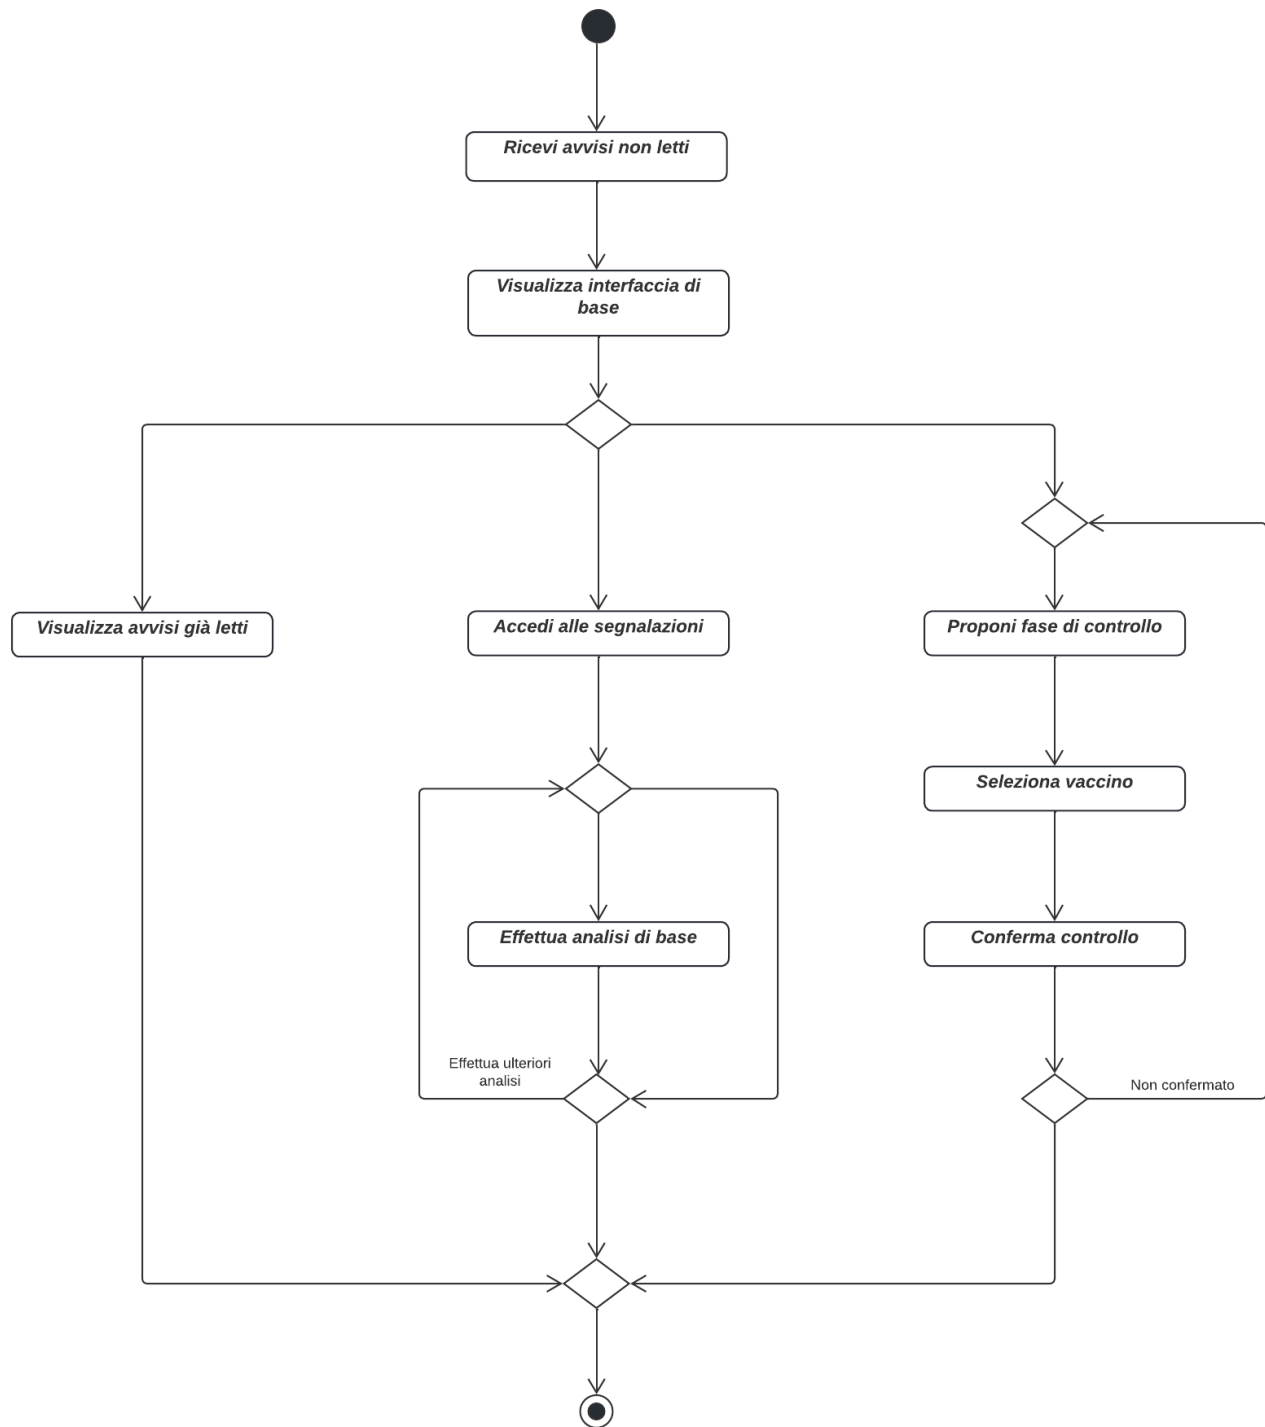 Ricevi avvisi non letti
Visualizza interfaccia di
base
Visualizza avvisi già letti
Accedi alle segnalazioni
Proponi fase di controllo
Seleziona vaccino
Effettua analisi di base
Conferma controllo
Effettua ulteriori
analisi
Non confermato